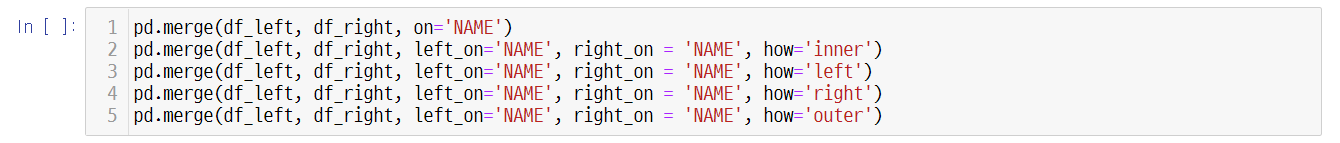 In [ ]:
1 pd.merge(df_left, df_right, on='NAME')
2 pd.merge(df_left, df_right, left_on='NAME', right_on = 'NAME', how='inner')
3 pd.merge(df_left, df_right, left_on='NAME', right_on = 'NAME', how='left')
4 pd.merge(df_left, df_right, left_on='NAME', right_on = 'NAME', how='right')
5 pd.merge(df_left, df_right, left_on='NAME', right_on = 'NAME', how='outer')